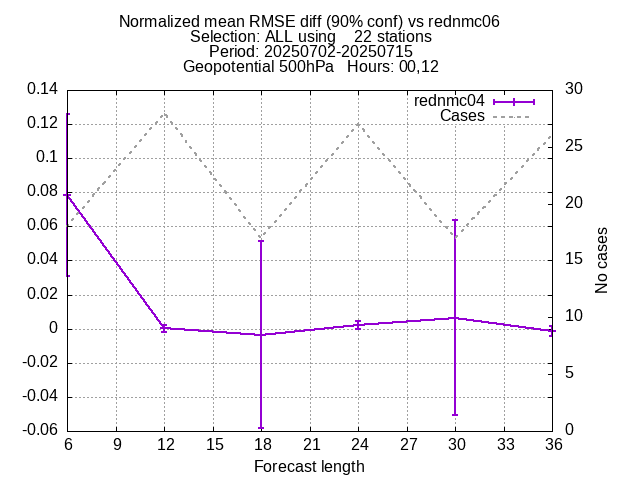 Normalized mean RMSE diff (90% conf) vs rednmc06
Selection: ALL using    22 stations
Period: 20250702-20250715
Geopotential 500hPa   Hours: 00,12
rednmc04
Cases
0.14
0.12
0.1
0.08
0.06
0.04
0.02
0
-0.02
-0.04
-0.06
30
25
20
15
10
5
0
No cases
6 9 12 15 18 21 24 27 30 33 36
Forecast length